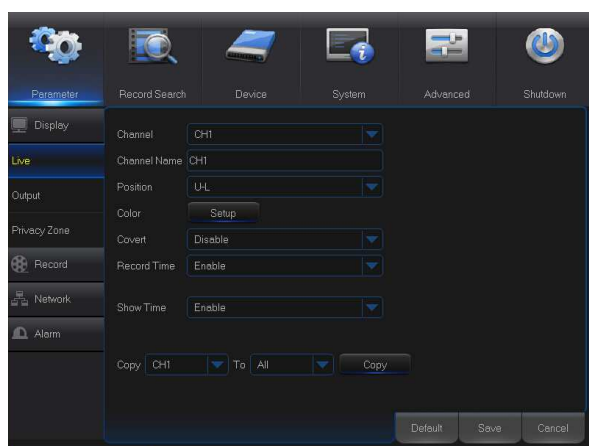 Parameter
Record Search
Device
System
Advanced
Shutdown
Display
Live
Output
Privacy Zone
Record
Network
Alarm
Channel CH1
Channel Name CH1
Position U-L
Color Setup
Covert Disable
Record Time Enable
Show Time Enable
Copy CH1 To All Copy
Default Save Cancel